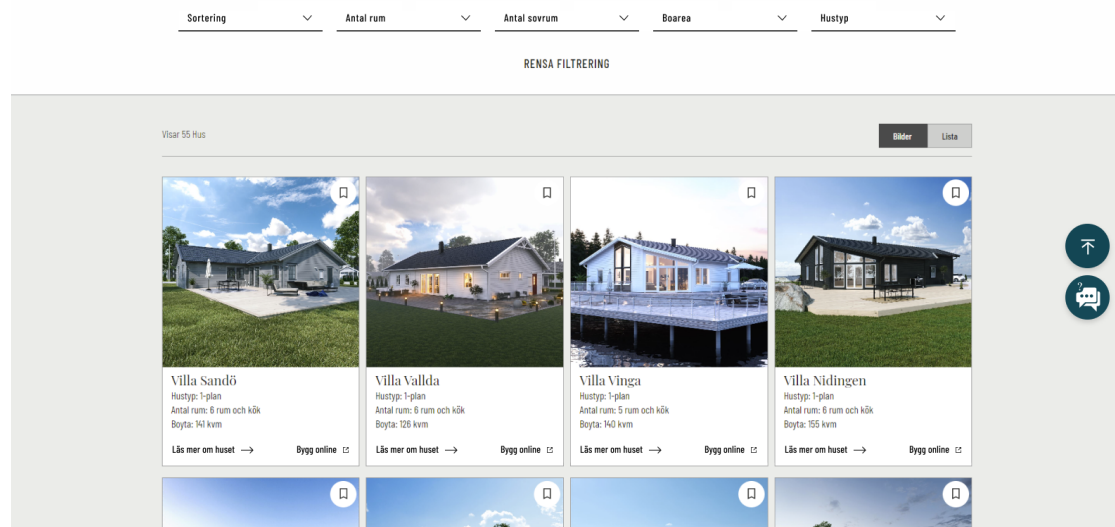 Sortering
Antal rum
Antal sovrum
Boarea
Hustyp
RENSA FILTRERING
Visar 55 Hus
Bilder
Lista
Villa Sandö
Hustyp: 1-plan
Antal rum: 6 rum och kök
Boyta: 141 kvm
Läs mer om huset
Bygg online
Villa Vallda
Hustyp: 1-plan
Antal rum: 6 rum och kök
Boyta: 126 kvm
Läs mer om huset
Bygg online
Villa Vinga
Hustyp: 1-plan
Antal rum: 5 rum och kök
Boyta: 140 kvm
Läs mer om huset
Bygg online
Villa Nidingen
Hustyp: 1-plan
Antal rum: 6 rum och kök
Boyta: 155 kvm
Läs mer om huset
Bygg online
?